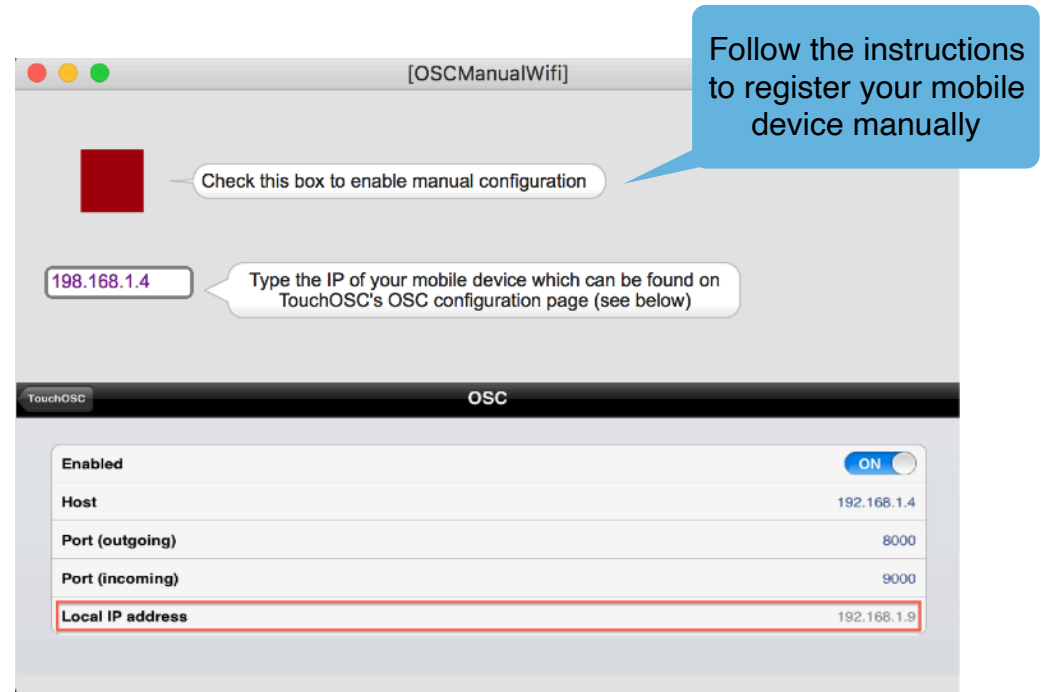 Follow the instructions
to register your mobile
device manually
[OSCManualWifi]
Check this box to enable manual configuration
198.168.1.4
Type the IP of your mobile device which can be found on
TouchOSC's OSC configuration page (see below)
TouchOSC
OSC
Enabled
ON
Host
192.168.1.4
Port (outgoing)
8000
Port (incoming)
9000
Local IP address
192.168.1.9